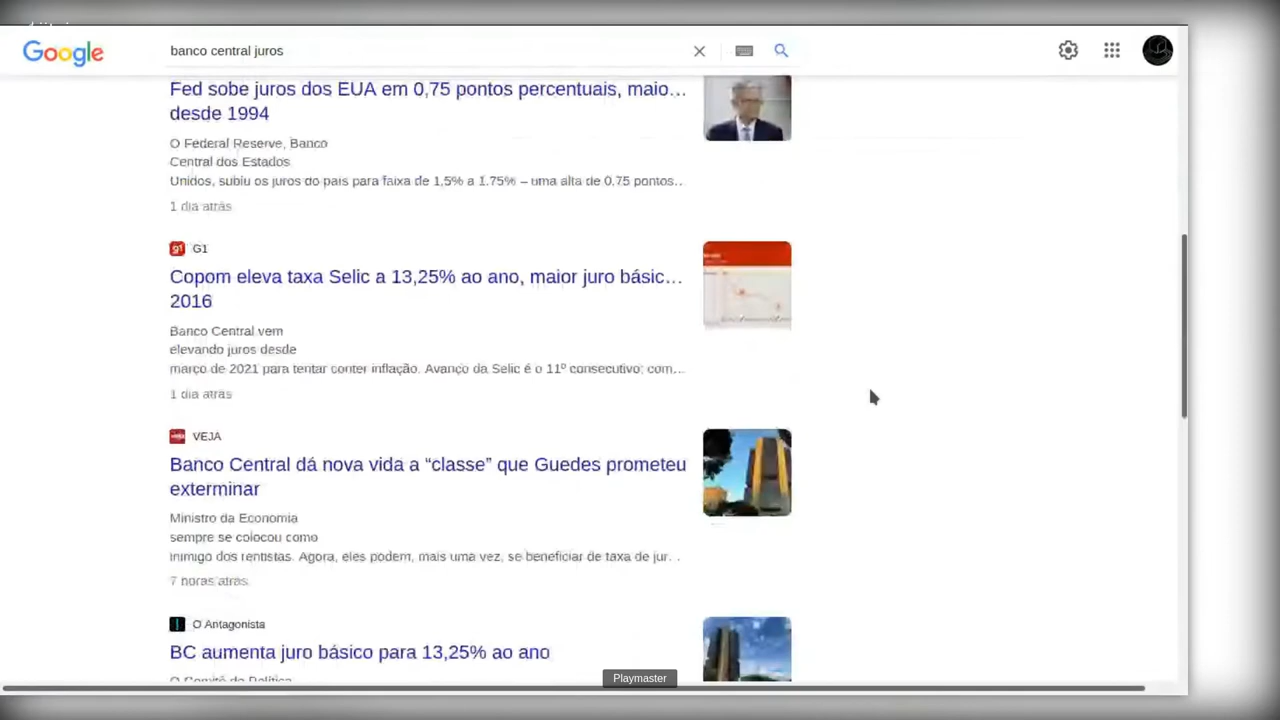 Google
banco central juros
Fed sobe juros dos EUA em 0,75 pontos percentuais, maio...
desde 1994
O Federal Reserve, Banco
Central dos Estados
Unidos, subiu os juros do país para faixa de 1,5% a 1,75% – uma alta de 0,75 pontos...
1 dia atrás
G1
Copom eleva taxa Selic a 13,25% ao ano, maior juro básic...
2016
Banco Central vem
elevando juros desde
março de 2021 para tentar conter inflação. Avanço da Selic é o 11º consecutivo; com...
1 dia atrás
VEJA
Banco Central dá nova vida a “classe” que Guedes prometeu
exterminar
Ministro da Economia
sempre se colocou como
inimigo dos rentistas. Agora, eles podem, mais uma vez, se beneficiar de taxa de jur...
7 horas atrás
O Antagonista
BC aumenta juro básico para 13,25% ao ano
O Comitê de Política
Playmaster